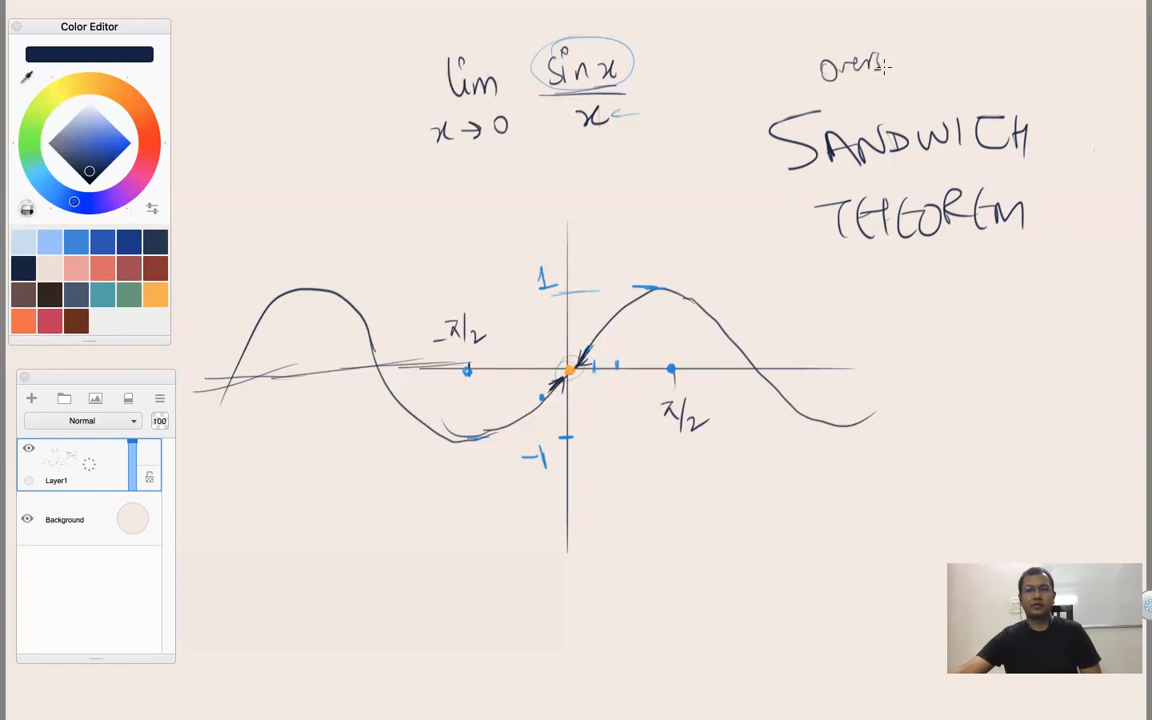 Color Editor
lim sin x
x → 0 x
overs
SANDWICH
THEOREM
1
-π/2
π/2
-1
Normal
100
Layer1
Background